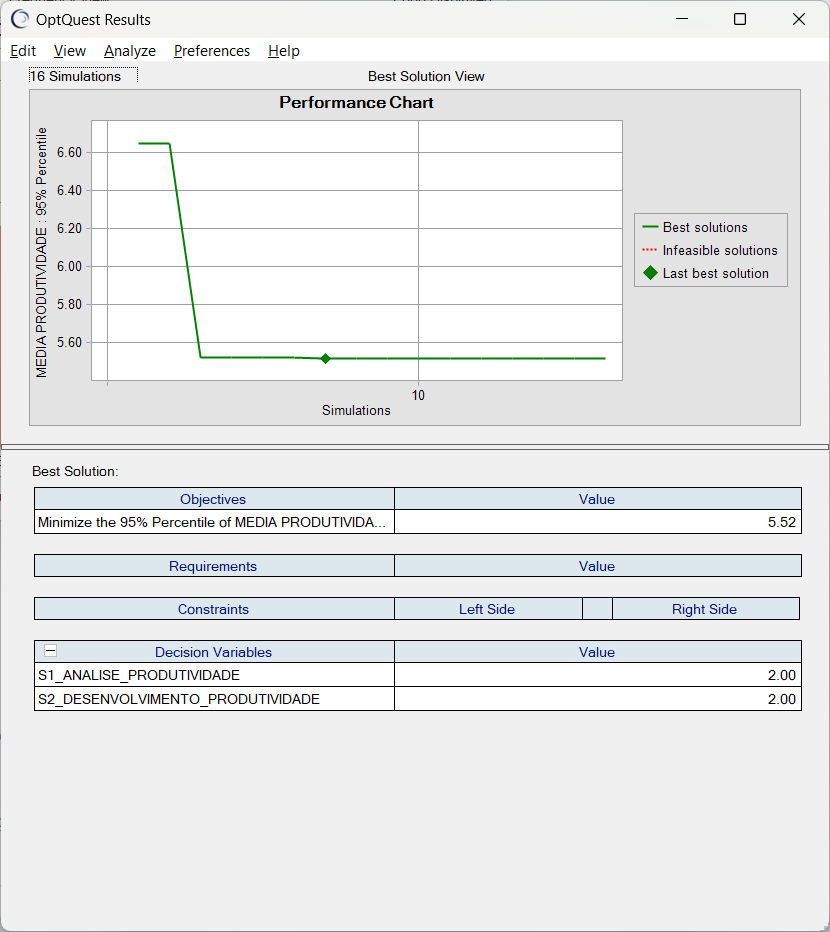 OptQuest Results
Edit View Analyze Preferences Help
16 Simulations Best Solution View
Performance Chart
MEDIA PRODUTIVIDADE : 95% Percentile
6.60
6.40
6.20
6.00
5.80
5.60
10
Simulations
Best solutions
Infeasible solutions
Last best solution
Best Solution:
Objectives Value
Minimize the 95% Percentile of MEDIA PRODUTIVIDA... 5.52
Requirements Value
Constraints Left Side Right Side
Decision Variables Value
S1_ANALISE_PRODUTIVIDADE 2.00
S2_DESENVOLVIMENTO_PRODUTIVIDADE 2.00